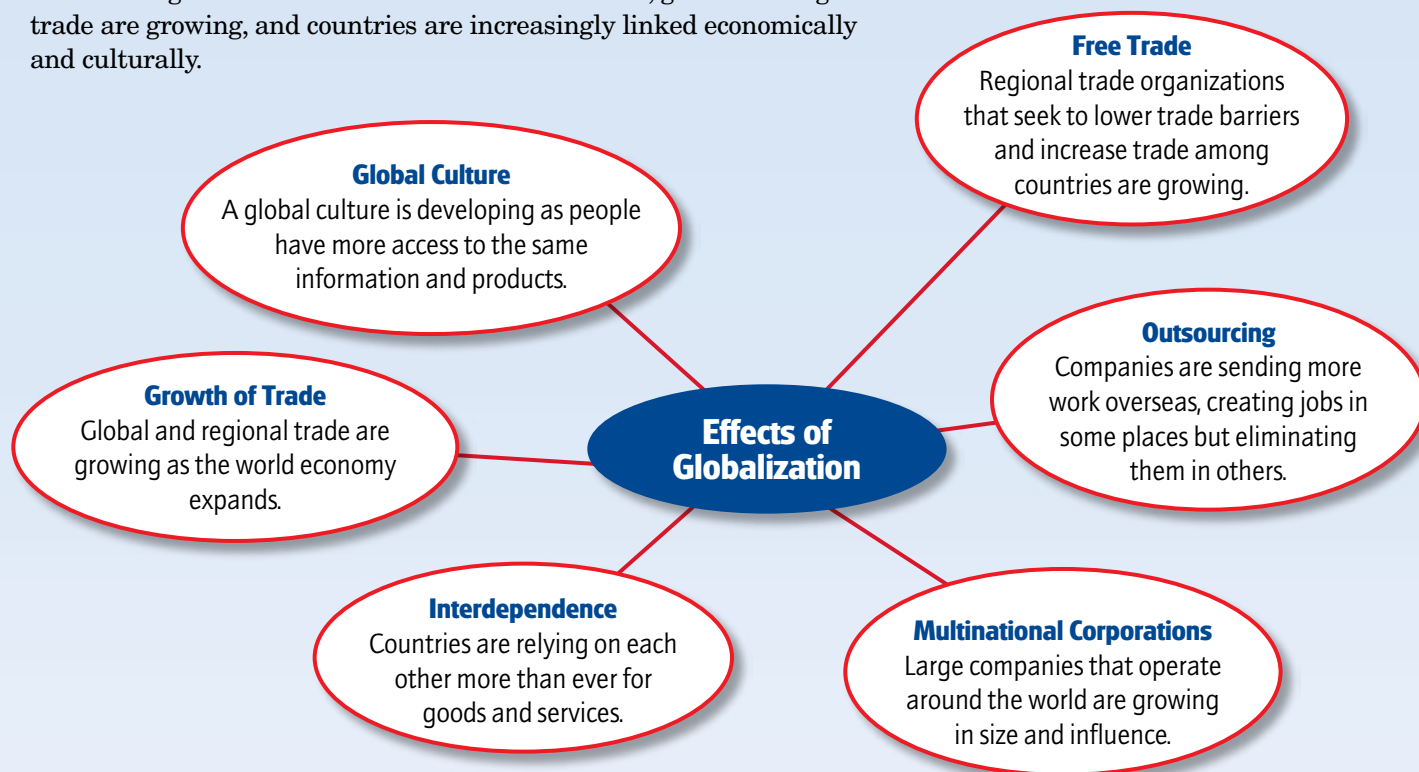 trade are growing, and countries are increasingly linked economically
and culturally.
Free Trade
Regional trade organizations
that seek to lower trade barriers
and increase trade among
countries are growing.
Global Culture
A global culture is developing as people
have more access to the same
information and products.
Outsourcing
Companies are sending more
work overseas, creating jobs in
some places but eliminating
them in others.
Growth of Trade
Global and regional trade are
growing as the world economy
expands.
Effects of
Globalization
Interdependence
Countries are relying on each
other more than ever for
goods and services.
Multinational Corporations
Large companies that operate
around the world are growing
in size and influence.